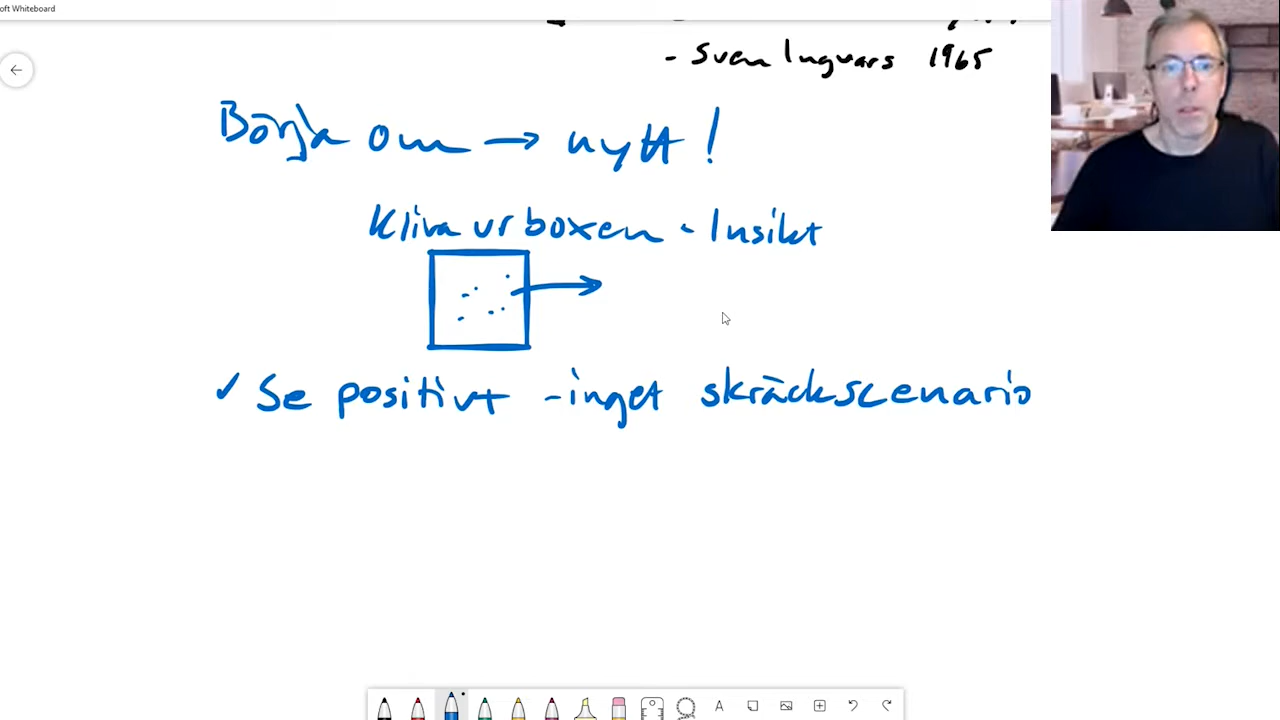 oft Whiteboard
- Sven Ingvars 1965
Börja om → nytt!
Kliva ur boxen - Insikt
✓ Se positivt - inget skräckscenario
A